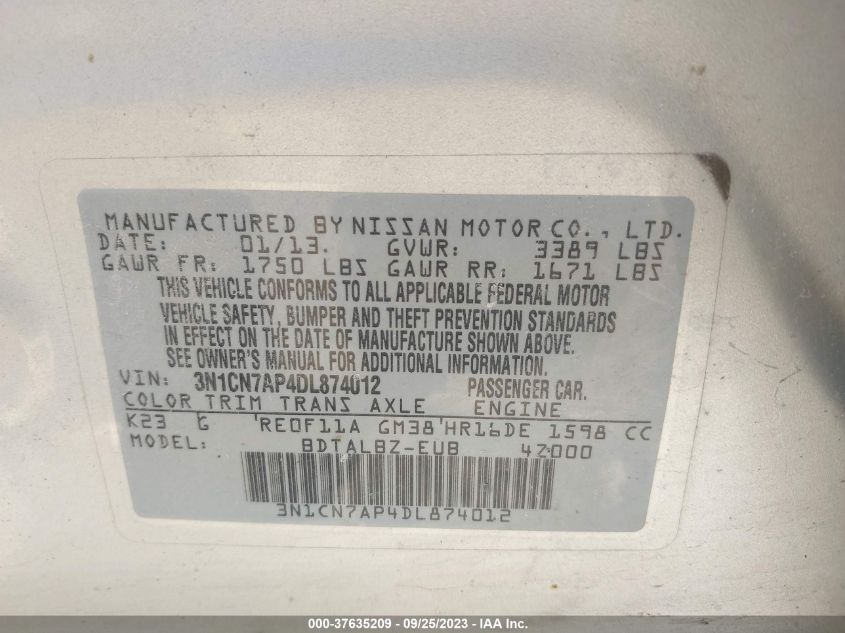 MANUFACTURED BY NISSAN MOTOR CO., LTD.
DATE: 01/13. GVWR: 3389 LBS
GAWR FR: 1750 LBS GAWR RR: 1671 LBS
THIS VEHICLE CONFORMS TO ALL APPLICABLE FEDERAL MOTOR
VEHICLE SAFETY, BUMPER AND THEFT PREVENTION STANDARDS
IN EFFECT ON THE DATE OF MANUFACTURE SHOWN ABOVE.
SEE OWNER'S MANUAL FOR ADDITIONAL INFORMATION.
VIN: 3N1CN7AP4DL874012 PASSENGER CAR.
COLOR TRIM TRANS AXLE ENGINE
K23 G 'RE0F11A GM38'HR16DE 1598 CC
MODEL: BDTALBZ-EUB 4Z000
3N1CN7AP4DL874012
000-37635209 - 09/25/2023 - IAA Inc.